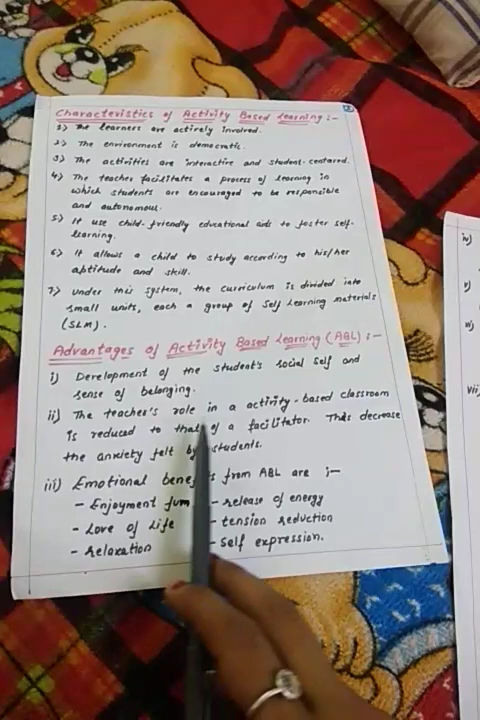 Characteristics of Activity Based Learning :-
1) The learners are actively involved.
2) The environment is democratic.
3) The activities are interactive and student-centared.
4) The teacher facilitates a process of learning in
which students are encouraged to be responsible
and autonomous.
5) It use child-friendly educational aids to foster self-
learning.
6) It allows a child to study according to his/her
aptitude and skill.
7) Under this system, the curriculum is divided into
small units, each a group of Self Learning materials
(SLM).
Advantages of Activity Based Learning (ABL) :-
i) Development of the student's social self and
sense of belonging.
ii) The teacher's role in a activity-based classroom
is reduced to that of a facilitator. This decrease
the anxiety felt by students.
iii) Emotional from ABL are :-
- Enjoyment - release of energy
- Love of Life - tension reduction
- relaxation - self expression.
iv)
v)
vi)
vii)